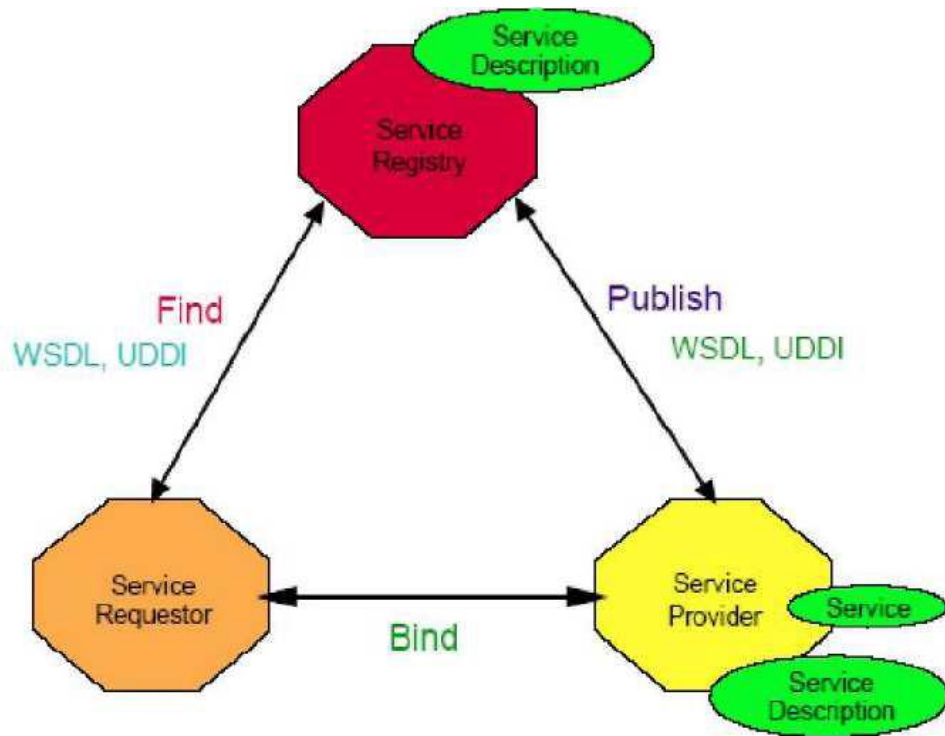 Service
Description
Service
Registry
Find
WSDL, UDDI
Publish
WSDL, UDDI
Service
Requestor
Bind
Service
Provider
Service
Service
Description